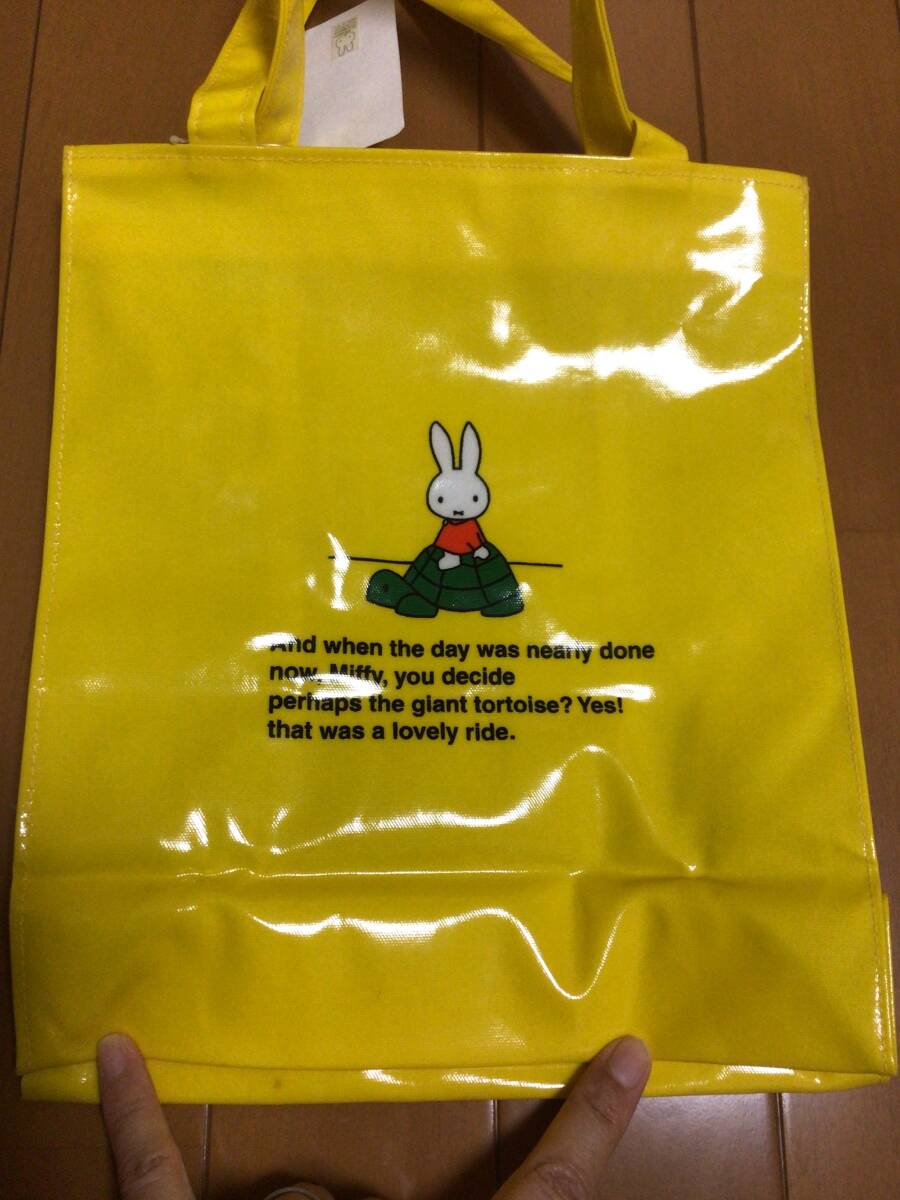 And when the day was nearly done
now, Miffy, you decide
perhaps the giant tortoise? Yes!
that was a lovely ride.